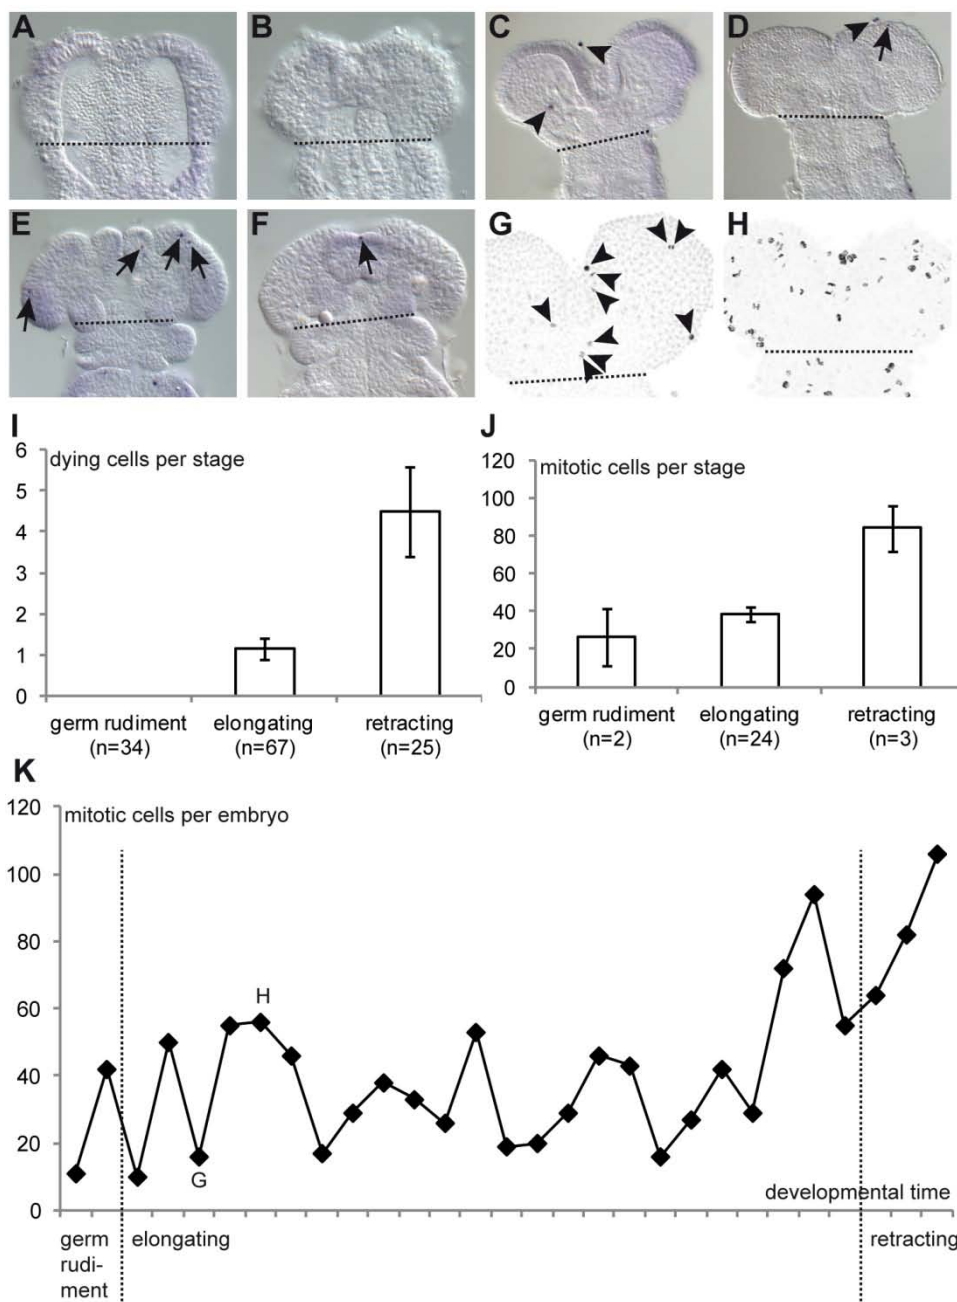 A B C D
E F G H
I
dying cells per stage
6
5
4
3
2
1
0
germ rudiment elongating retracting
(n=34) (n=67) (n=25)
J
mitotic cells per stage
120
100
80
60
40
20
0
germ rudiment elongating retracting
(n=2) (n=24) (n=3)
K
mitotic cells per embryo
120
100
80
60
40
20
0
H
G
developmental time
germ
rudi-
ment
elongating
retracting